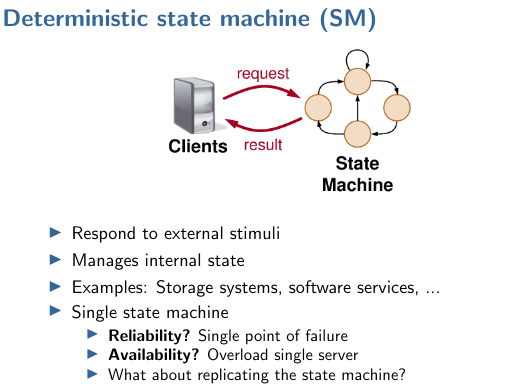 Deterministic state machine (SM)
request
Clients
result
State
Machine
Respond to external stimuli
Manages internal state
Examples: Storage systems, software services, ...
Single state machine
Reliability? Single point of failure
Availability? Overload single server
What about replicating the state machine?